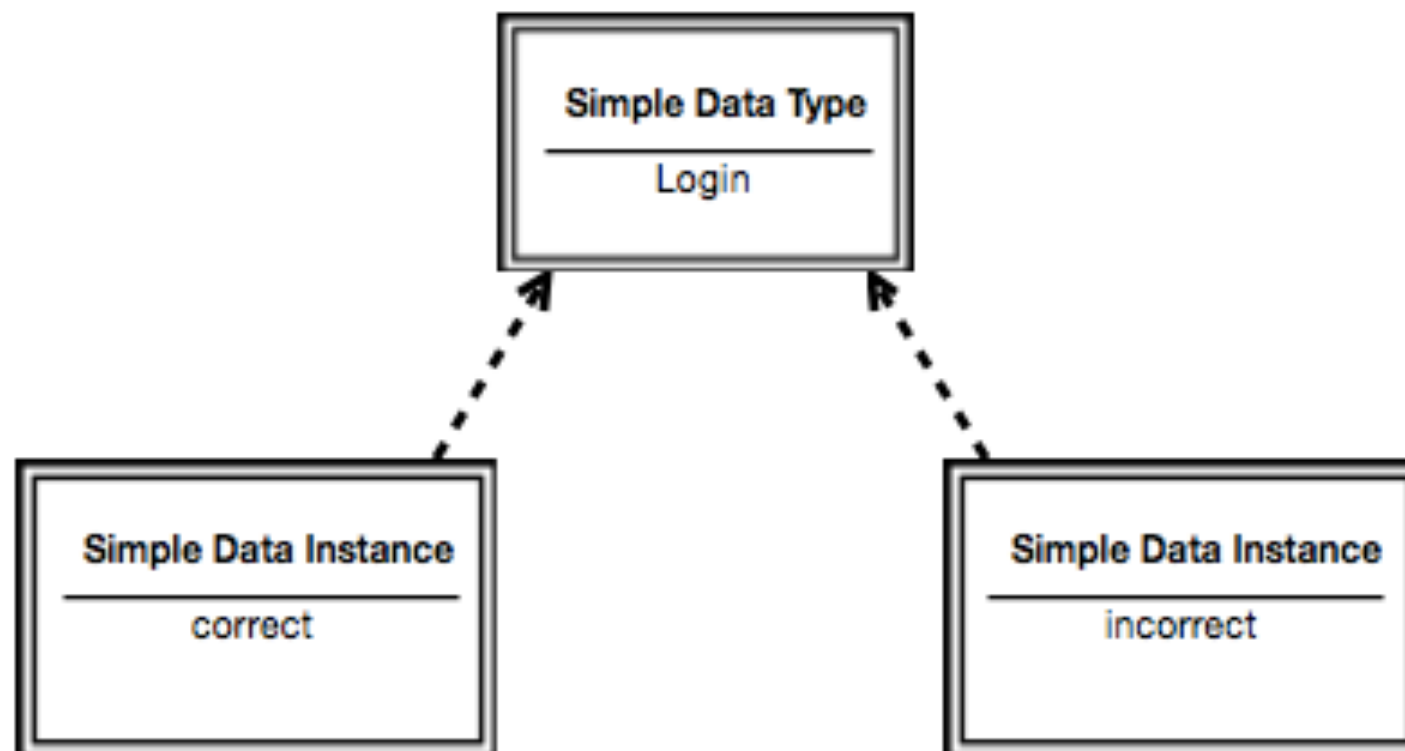 Simple Data Type
Login
Simple Data Instance
correct
Simple Data Instance
incorrect